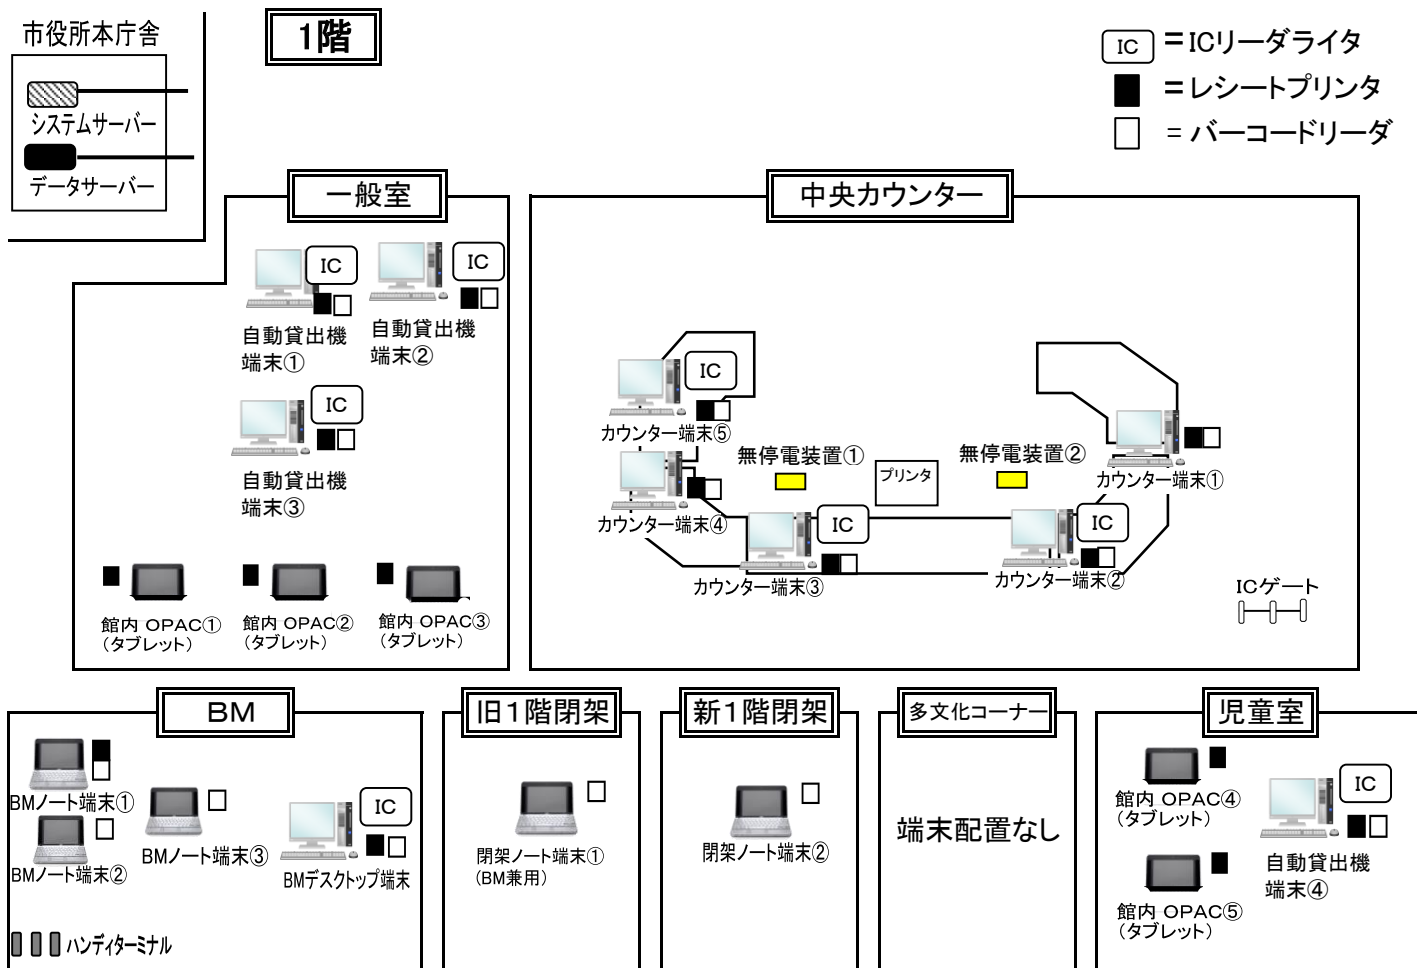 市役所本庁舎
システムサーバー
データサーバー
1階
IC =ICリーダライタ
=レシートプリンタ
= バーコードリーダ
一般室
IC
IC
自動貸出機
端末①
自動貸出機
端末②
IC
自動貸出機
端末③
館内 OPAC①
(タブレット)
館内 OPAC②
(タブレット)
館内 OPAC③
(タブレット)
中央カウンター
IC
カウンター端末⑤
無停電装置①
プリンタ
無停電装置②
カウンター端末①
カウンター端末④
IC
IC
カウンター端末③
カウンター端末②
ICゲート
BM
BMノート端末①
BMノート端末②
BMノート端末③
IC
BMデスクトップ端末
ハンディターミナル
旧1階閉架
閉架ノート端末①
(BM兼用)
新1階閉架
閉架ノート端末②
多文化コーナー
端末配置なし
児童室
館内 OPAC④
(タブレット)
IC
自動貸出機
端末④
館内 OPAC⑤
(タブレット)